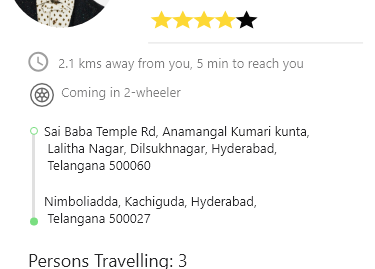 2.1 kms away from you, 5 min to reach you
Coming in 2-wheeler
Sai Baba Temple Rd, Anamangal Kumari kunta,
Lalitha Nagar, Dilsukhnagar, Hyderabad,
Telangana 500060
Nimboliadda, Kachiguda, Hyderabad,
Telangana 500027
Persons Travelling: 3